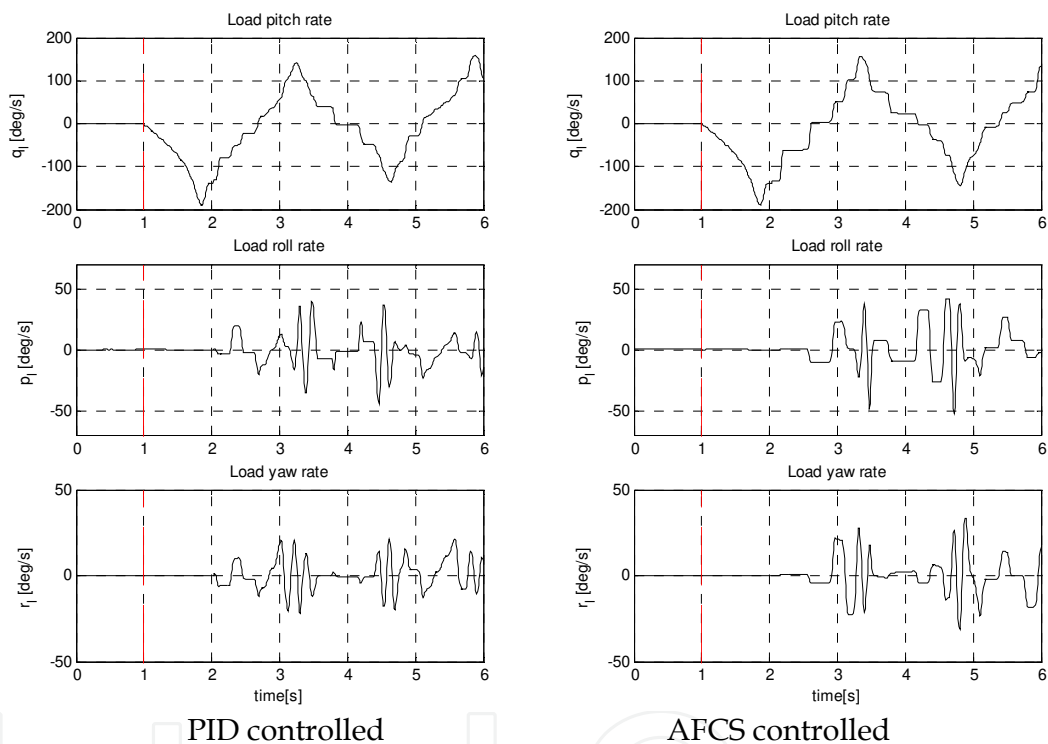 Load pitch rate
200
100
0
-100
-200
q_l [deg/s]
0 1 2 3 4 5 6
Load roll rate
50
0
-50
p_l [deg/s]
0 1 2 3 4 5 6
Load yaw rate
50
0
-50
r_l [deg/s]
0 1 2 3 4 5 6
time[s]
PID controlled
Load pitch rate
200
100
0
-100
-200
q_l [deg/s]
0 1 2 3 4 5 6
Load roll rate
50
0
-50
p_l [deg/s]
0 1 2 3 4 5 6
Load yaw rate
50
0
-50
r_l [deg/s]
0 1 2 3 4 5 6
time[s]
AFCS controlled